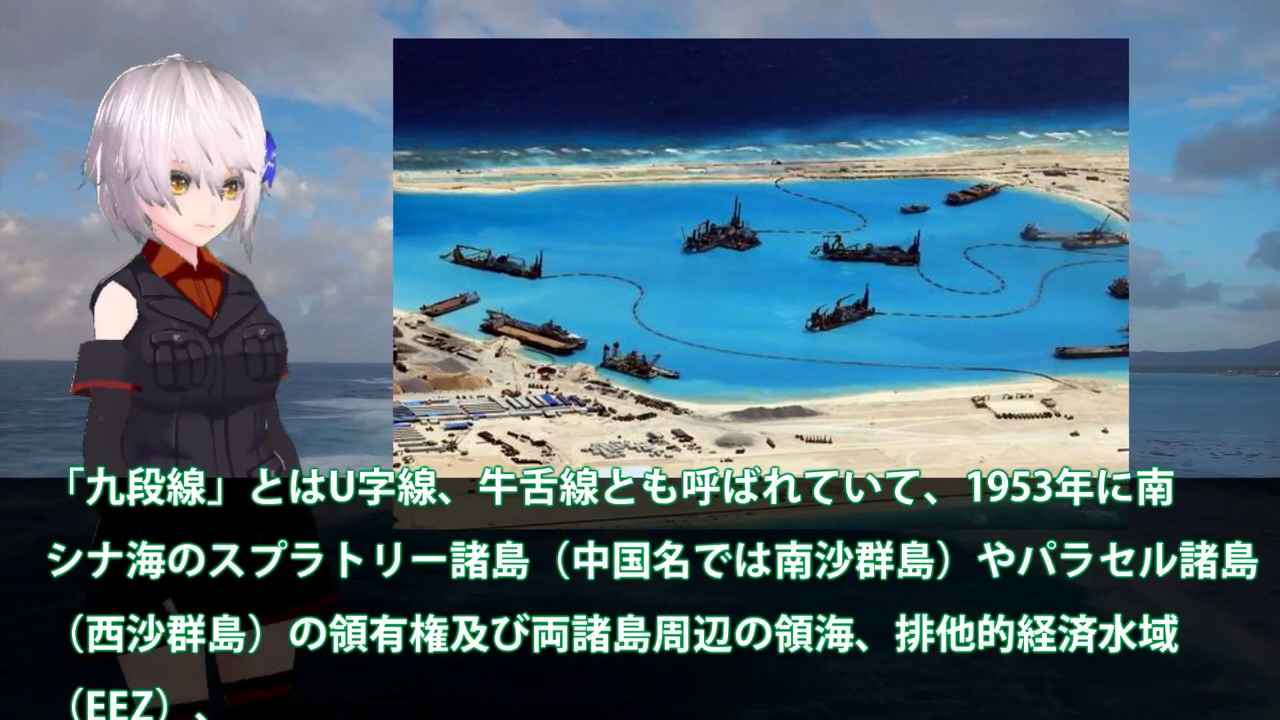 「九段線」とはU字線、牛舌線とも呼ばれていて、1953年に南
シナ海のスプラトリー諸島（中国名では南沙群島）やパラセル諸島
（西沙群島）の領有権及び両諸島周辺の領海、排他的経済水域
（EEZ）、